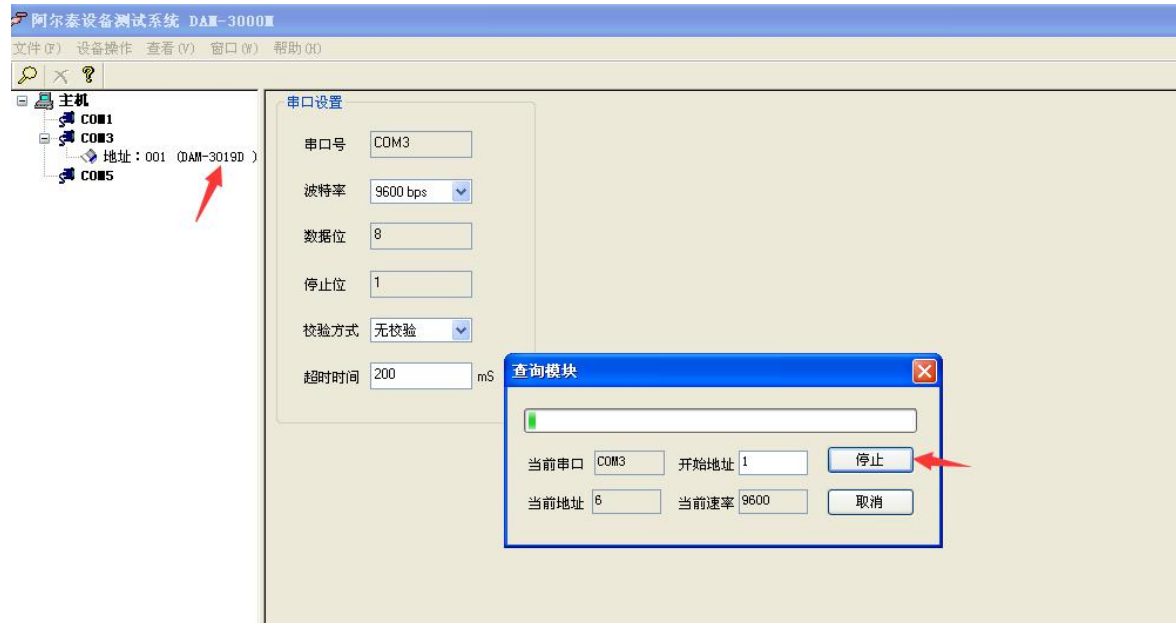 阿尔泰设备测试系统 DAM-3000M
文件(F) 设备操作 查看(V) 窗口(W) 帮助(H)
主机
COM1
COM3
地址:001 (DAM-3019D )
COM5
串口设置
串口号 COM3
波特率 9600 bps
数据位 8
停止位 1
校验方式 无校验
超时时间 200 mS
查询模块
当前串口 COM3 开始地址 1 停止
当前地址 6 当前速率 9600 取消